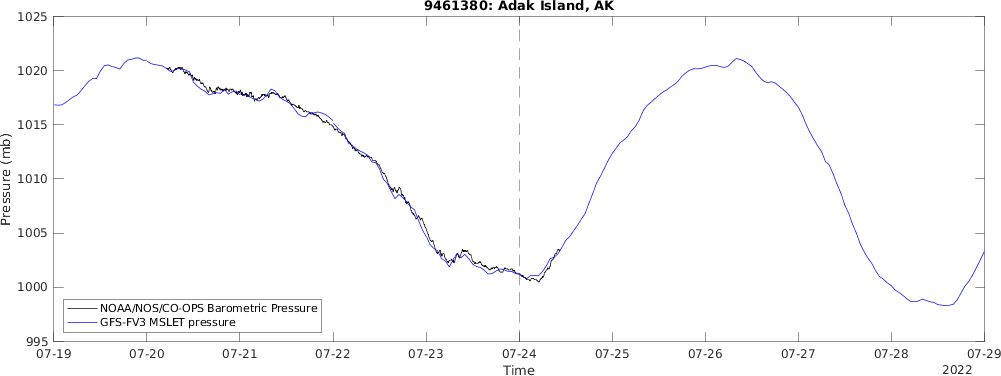 9461380: Adak Island, AK
Pressure (mb)
1025
1020
1015
1010
1005
1000
995
NOAA/NOS/CO-OPS Barometric Pressure
GFS-FV3 MSLET pressure
07-19 07-20 07-21 07-22 07-23 07-24 07-25 07-26 07-27 07-28 07-29
Time
2022